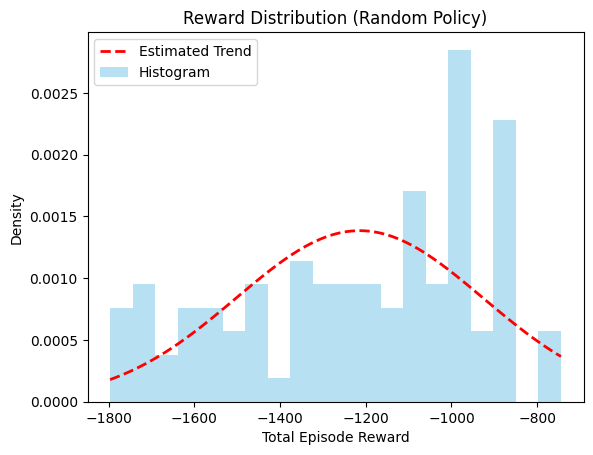 Reward Distribution (Random Policy)
Estimated Trend
Histogram
Density
0.0025
0.0020
0.0015
0.0010
0.0005
0.0000
−1800
−1600
−1400
−1200
−1000
−800
Total Episode Reward